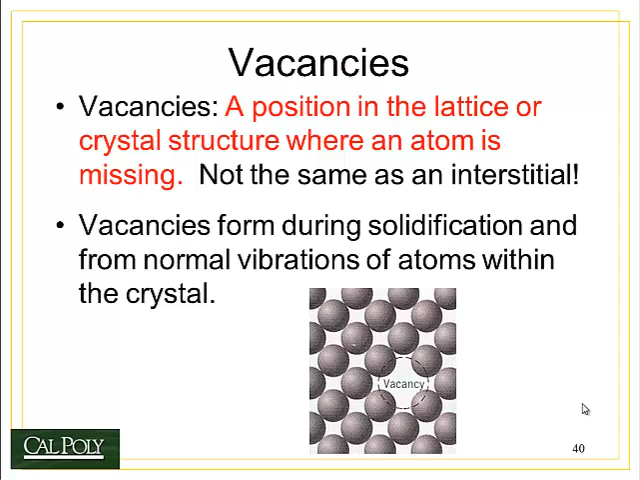 Vacancies
• Vacancies: A position in the lattice or
crystal structure where an atom is
missing. Not the same as an interstitial!
• Vacancies form during solidification and
from normal vibrations of atoms within
the crystal.
Vacancy
CAL POLY
40